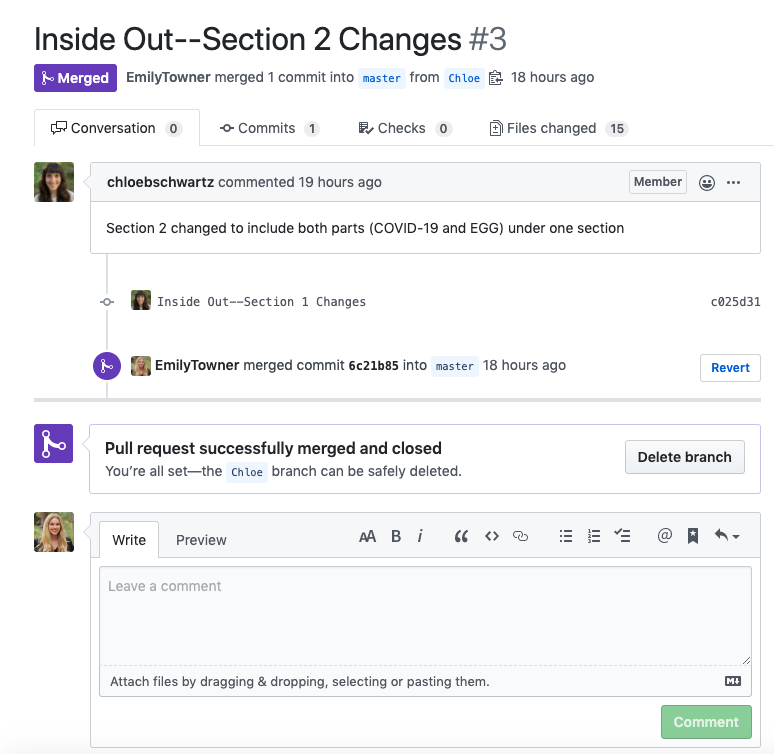 Inside Out--Section 2 Changes #3
Merged EmilyTowner merged 1 commit into master from Chloe 18 hours ago
Conversation 0 Commits 1 Checks 0 Files changed 15
chloebschwartz commented 19 hours ago Member
Section 2 changed to include both parts (COVID-19 and EGG) under one section
Inside Out--Section 1 Changes c025d31
EmilyTowner merged commit 6c21b85 into master 18 hours ago Revert
Pull request successfully merged and closed
You're all set—the Chloe branch can be safely deleted. Delete branch
Write Preview AA B i @
Leave a comment
Attach files by dragging & dropping, selecting or pasting them.
Comment